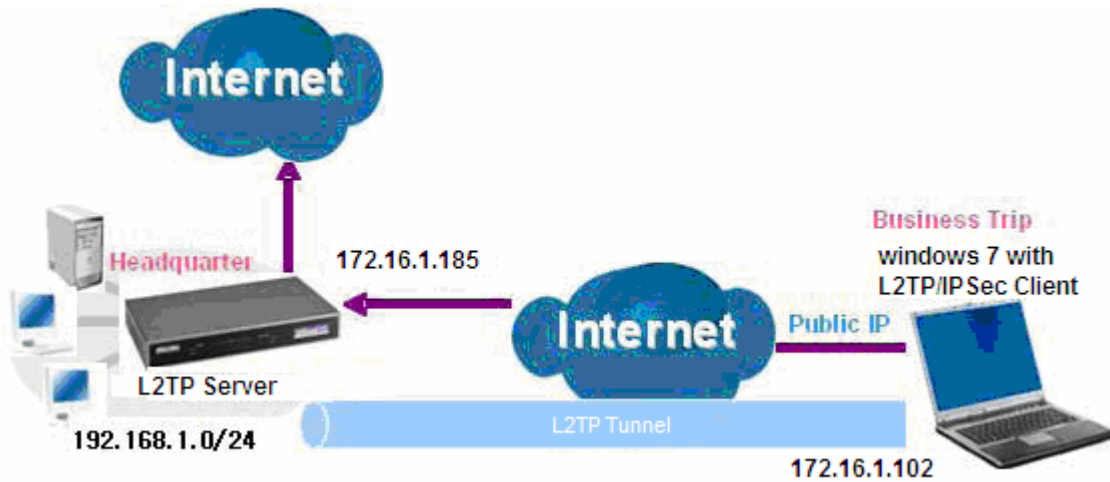 Internet
Headquarter
172.16.1.185
Business Trip
windows 7 with
L2TP/IPSec Client
Internet
Public IP
L2TP Server
192.168.1.0/24
L2TP Tunnel
172.16.1.102